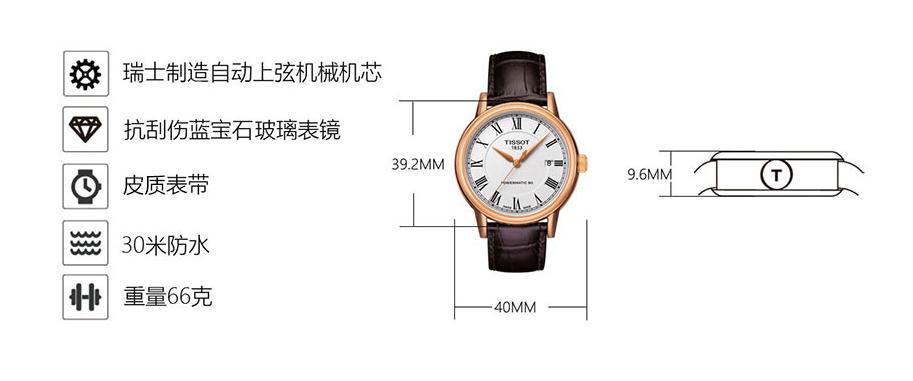 瑞士制造自动上弦机械机芯
抗刮伤蓝宝石玻璃表镜
皮质表带
30米防水
重量66克
39.2MM
TISSOT
1853
POWERMATIC 80
40MM
9.6MM
T